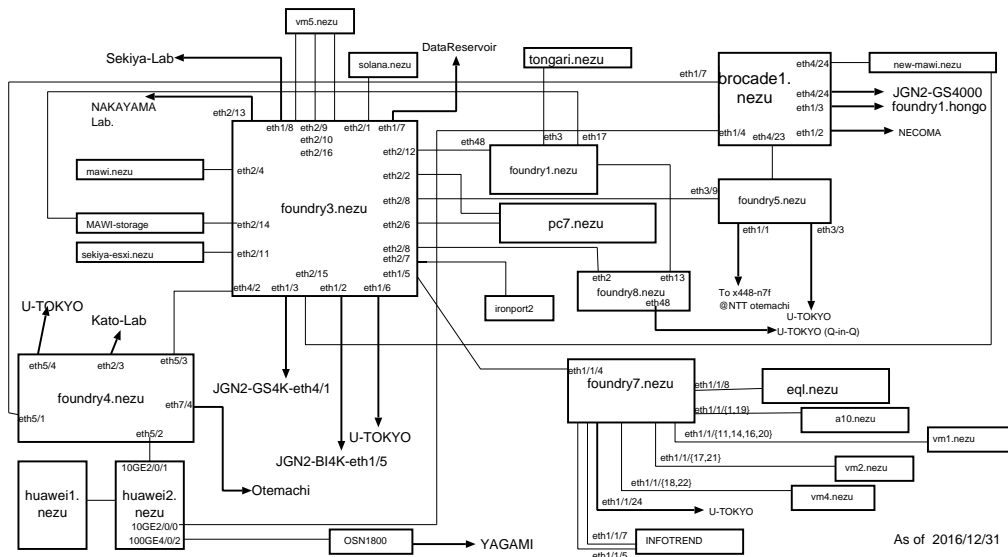 vm5.nezu
DataReservoir
Sekiya-Lab
solana.nezu
tongari.nezu
eth4/24
new-mawi.nezu
eth1/7
brocade1.
nezu
eth4/24
JGN2-GS4000
eth1/3
foundry1.hongo
NAKAYAMA
Lab.
eth2/13
eth1/8
eth2/9
eth2/1
eth1/7
eth2/10
eth2/16
eth3
eth17
eth1/4
eth4/23
eth1/2
NECOMA
eth2/12
eth48
foundry1.nezu
mawi.nezu
eth2/4
eth2/2
foundry3.nezu
eth2/8
eth3/9
foundry5.nezu
MAWI-storage
eth2/14
eth2/6
pc7.nezu
eth1/1
eth3/3
sekiya-esxi.nezu
eth2/11
eth2/8
eth2/7
eth2/15
eth1/5
eth2
eth13
foundry8.nezu
eth48
eth4/2
eth1/3
eth1/2
eth1/6
ironport2
To x448-n7f
@NTT otemachi
U-TOKYO
U-TOKYO (Q-in-Q)
U-TOKYO
Kato-Lab
eth5/4
eth2/3
eth5/3
foundry4.nezu
eth7/4
eth5/1
eth5/2
JGN2-GS4K-eth4/1
U-TOKYO
JGN2-BI4K-eth1/5
eth1/1/4
foundry7.nezu
eth1/1/8
eql.nezu
eth1/1/{1,19}
a10.nezu
eth1/1/{11,14,16,20}
vm1.nezu
eth1/1/{17,21}
vm2.nezu
eth1/1/{18,22}
vm4.nezu
eth1/1/24
U-TOKYO
10GE2/0/1
huawei1.
nezu
huawei2.
nezu
10GE2/0/0
100GE4/0/2
Otemachi
OSN1800
YAGAMI
eth1/1/7
INFOTREND
eth1/1/5
As of 2016/12/31